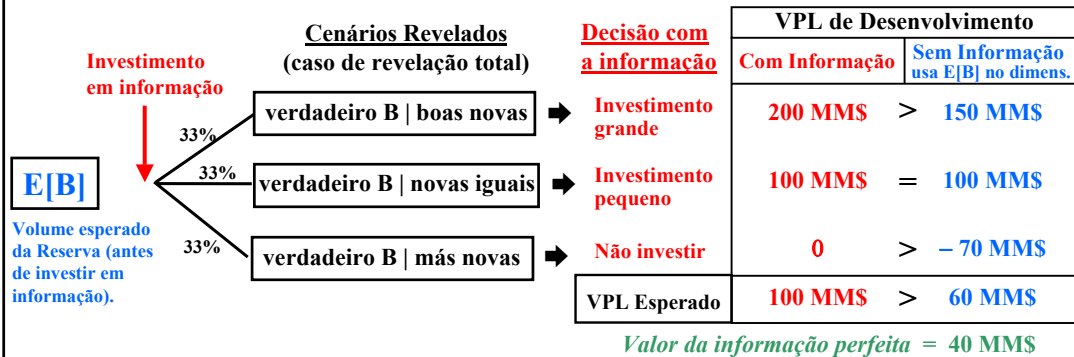 Cenários Revelados
(caso de revelação total)
Decisão com
a informação
VPL de Desenvolvimento
Com Informação
Sem Informação
usa E[B] no dimens.
Investimento
em informação
33%
verdadeiro B | boas novas
Investimento
grande
200 MM$ > 150 MM$
E[B]
33%
verdadeiro B | novas iguais
Investimento
pequeno
100 MM$ = 100 MM$
Volume esperado
da Reserva (antes
de investir em
informação).
33%
verdadeiro B | más novas
Não investir
0 > – 70 MM$
VPL Esperado
100 MM$ > 60 MM$
Valor da informação perfeita = 40 MM$